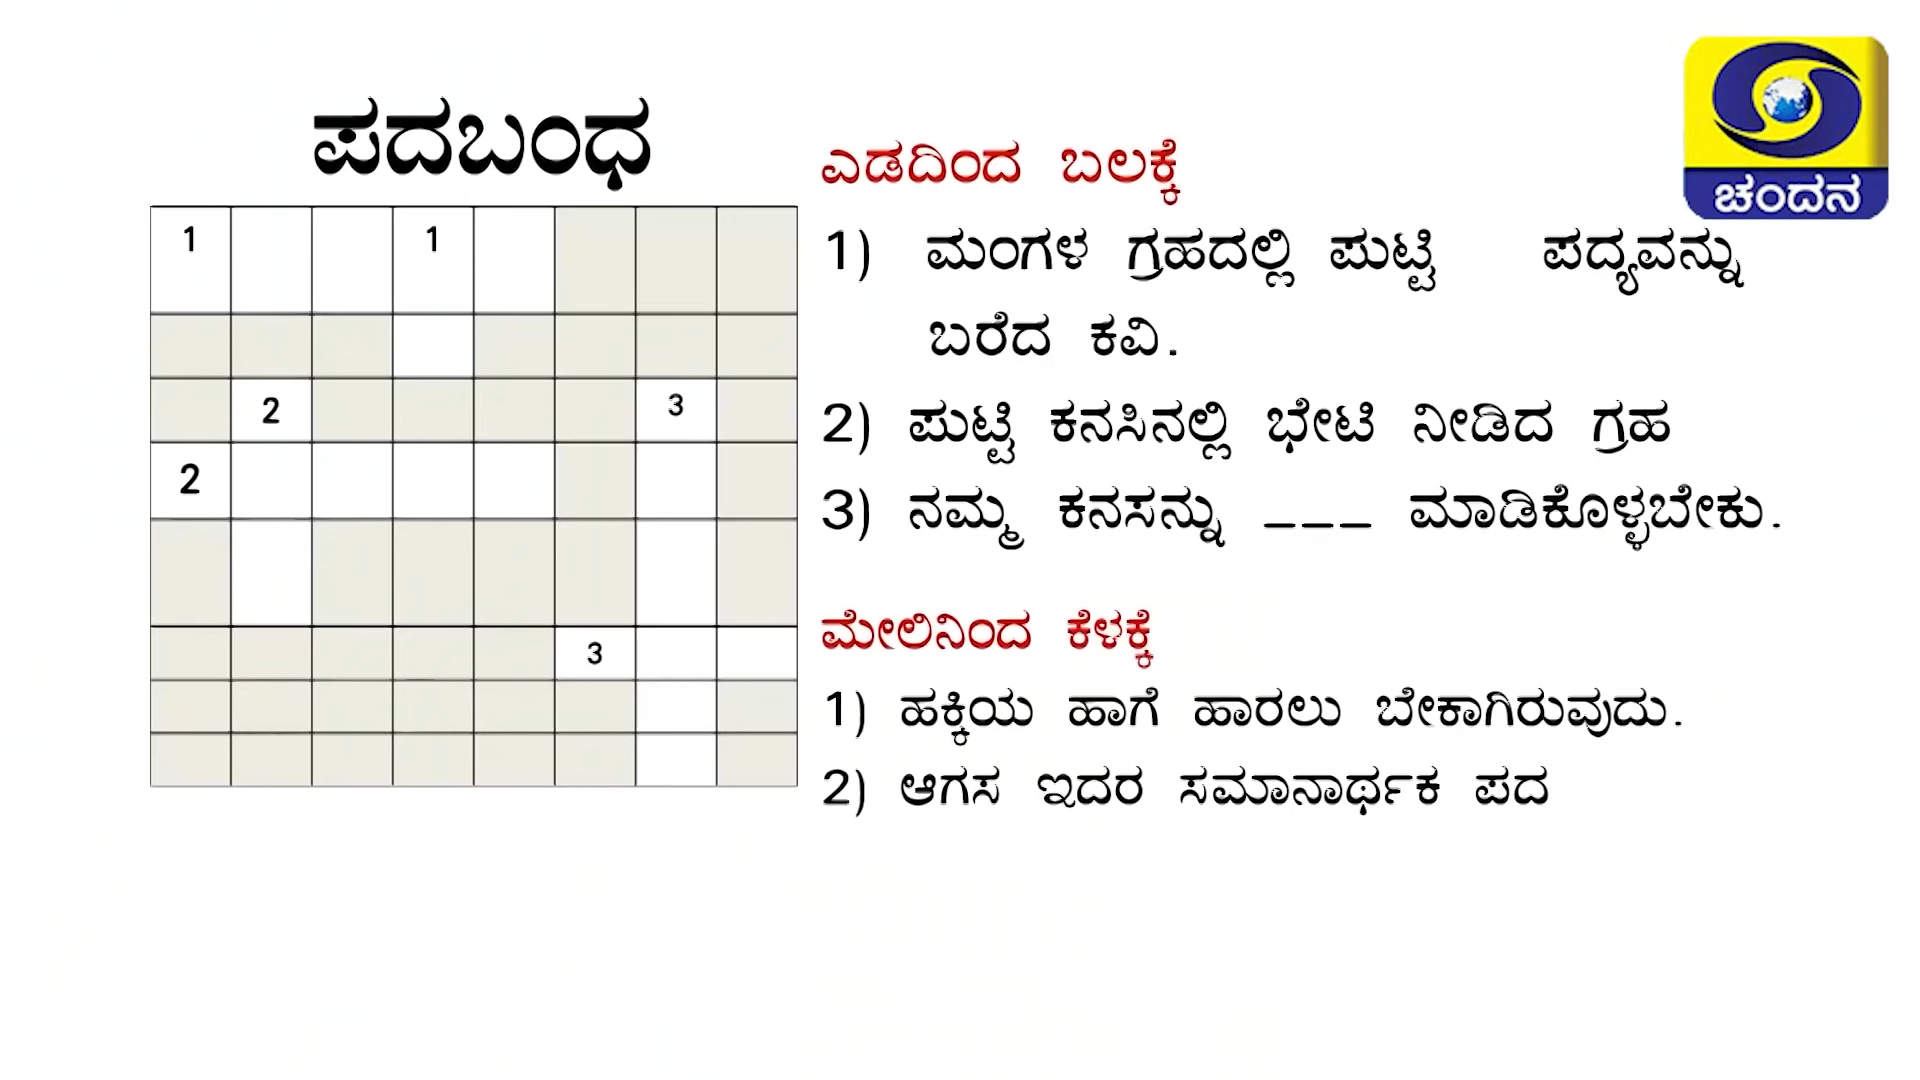 ಪದಬಂಧ
1 1
2 3
2
3
ಎಡದಿಂದ ಬಲಕ್ಕೆ
1) ಮಂಗಳ ಗ್ರಹದಲ್ಲಿ ಪುಟ್ಟಿ ಪದ್ಯವನ್ನು
ಬರೆದ ಕವಿ.
2) ಪುಟ್ಟಿ ಕನಸಿನಲ್ಲಿ ಭೇಟಿ ನೀಡಿದ ಗ್ರಹ
3) ನಮ್ಮ ಕನಸನ್ನು ___ ಮಾಡಿಕೊಳ್ಳಬೇಕು.
ಮೇಲಿನಿಂದ ಕೆಳಕ್ಕೆ
1) ಹಕ್ಕಿಯ ಹಾಗೆ ಹಾರಲು ಬೇಕಾಗಿರುವುದು.
2) ಆಗಸ ಇದರ ಸಮಾನಾರ್ಥಕ ಪದ
ಚಂದನ